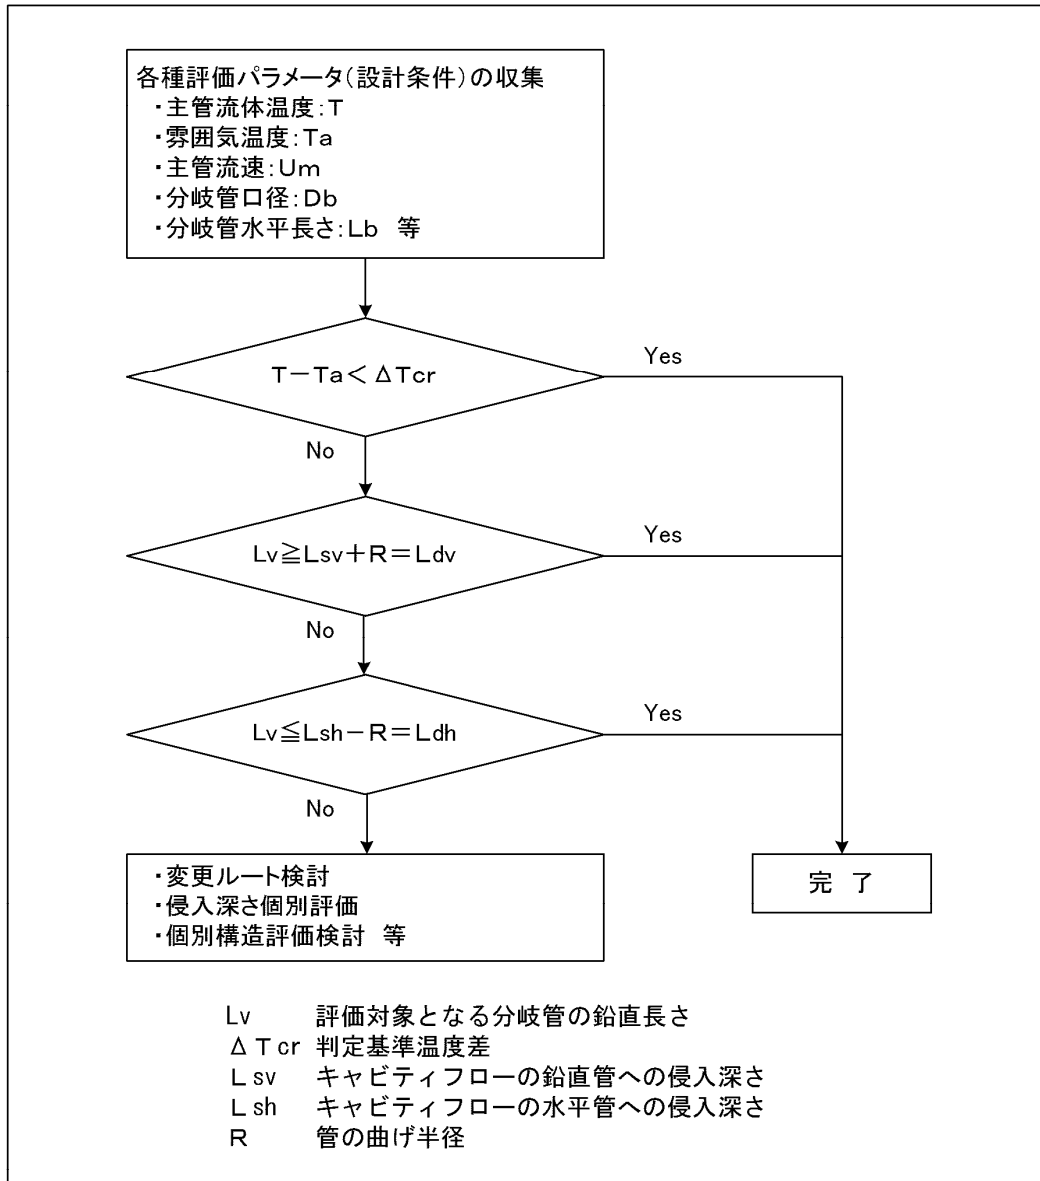 各種評価パラメータ（設計条件）の収集
・主管流体温度：T
・雰囲気温度：Ta
・主管流速：Um
・分岐管口径：Db
・分岐管水平長さ：Lb 等
T－Ta＜ΔTcr
Yes
No
Lv≧Lsv＋R＝Ldv
Yes
No
Lv≦Lsh－R＝Ldh
Yes
No
・変更ルート検討
・侵入深さ個別評価
・個別構造評価検討 等
完 了
Lv 評価対象となる分岐管の鉛直長さ
ΔTcr 判定基準温度差
Lsv キャビティフローの鉛直管への侵入深さ
Lsh キャビティフローの水平管への侵入深さ
R 管の曲げ半径